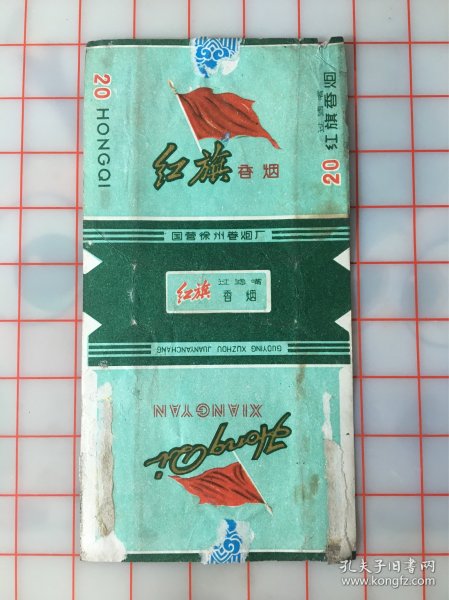 20 HONGQI
红旗 香烟
20 红旗香烟
过滤嘴
国营徐州卷烟厂
红旗 过滤嘴
香烟
GUOYING XUZHOU JUANYANCHANG
XIANGYAN
HongQi
孔夫子旧书网
www.kongfz.com